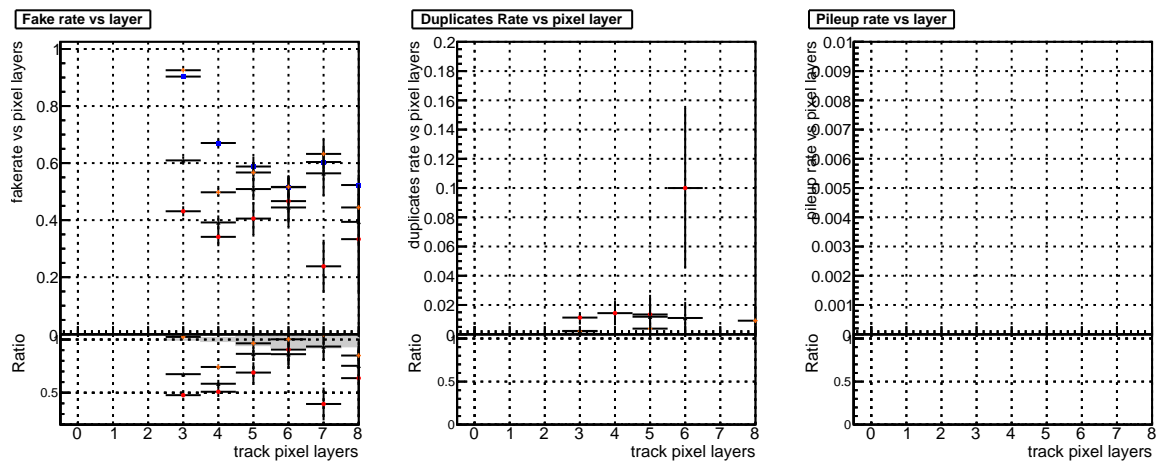 Fake rate vs layer
fakerate vs pixel layers
1
0.8
0.6
0.4
0.2
0
Ratio
1
0.5
0 1 2 3 4 5 6 7 8
track pixel layers
Duplicates Rate vs pixel layer
duplicates rate vs pixel layers
0.2
0.18
0.16
0.14
0.12
0.1
0.08
0.06
0.04
0.02
0
Ratio
1
0.5
0
0 1 2 3 4 5 6 7 8
track pixel layers
Pileup rate vs layer
pileup rate vs pixel layers
0.01
0.009
0.008
0.007
0.006
0.005
0.004
0.003
0.002
0.001
0
Ratio
1
0.5
0
0 1 2 3 4 5 6 7 8
track pixel layers